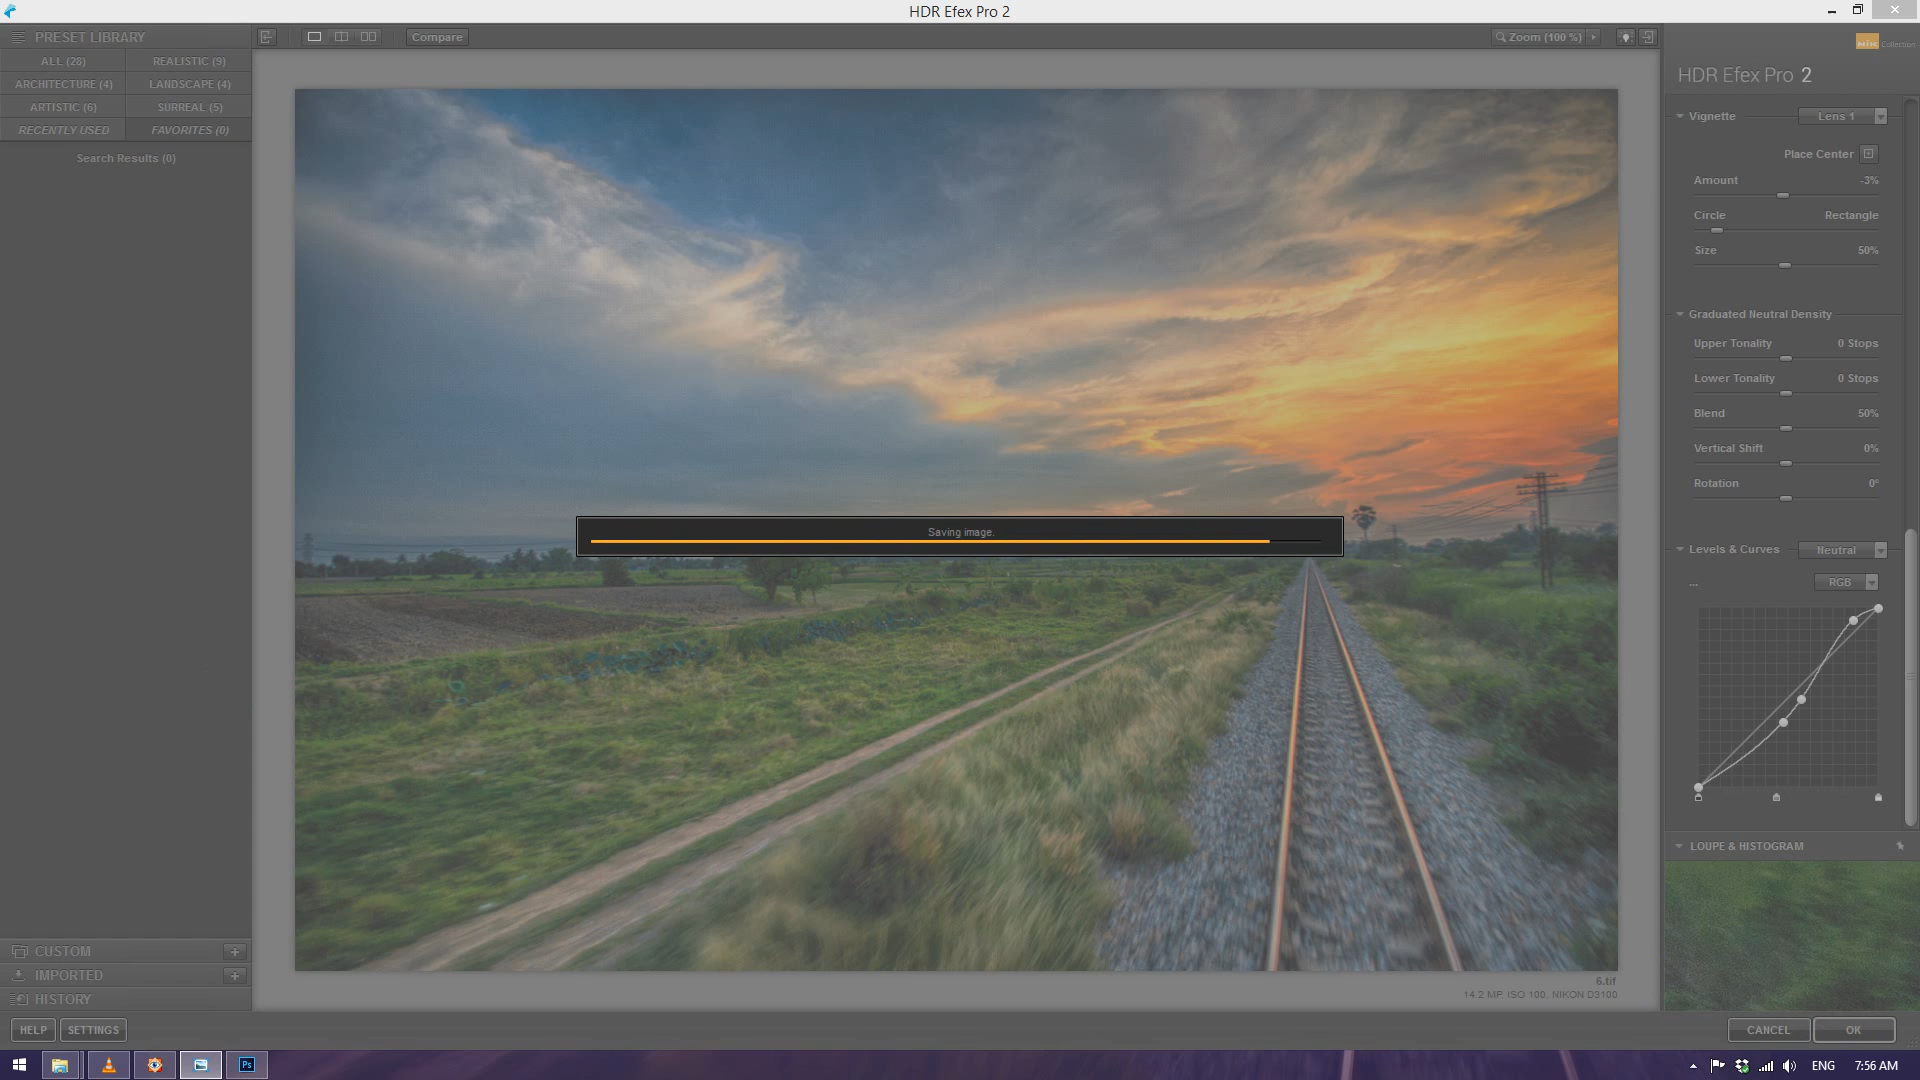 HDR Efex Pro 2
PRESET LIBRARY
ALL (28)
REALISTIC (9)
ARCHITECTURE (4)
LANDSCAPE (4)
ARTISTIC (6)
SURREAL (5)
RECENTLY USED
FAVORITES (0)
Search Results (0)
Compare
Zoom (100 %)
Collection
HDR Efex Pro 2
Vignette
Lens 1
Place Center
Amount -3%
Circle Rectangle
Size 50%
Graduated Neutral Density
Upper Tonality 0 Stops
Lower Tonality 0 Stops
Blend 50%
Vertical Shift 0%
Rotation 0°
Levels & Curves
Neutral
...
RGB
LOUPE & HISTOGRAM
Saving image.
6.tif
14.2 MP, ISO 100, NIKON D3100
CUSTOM
IMPORTED
HISTORY
HELP
SETTINGS
CANCEL
OK
Ps
ENG
7:56 AM